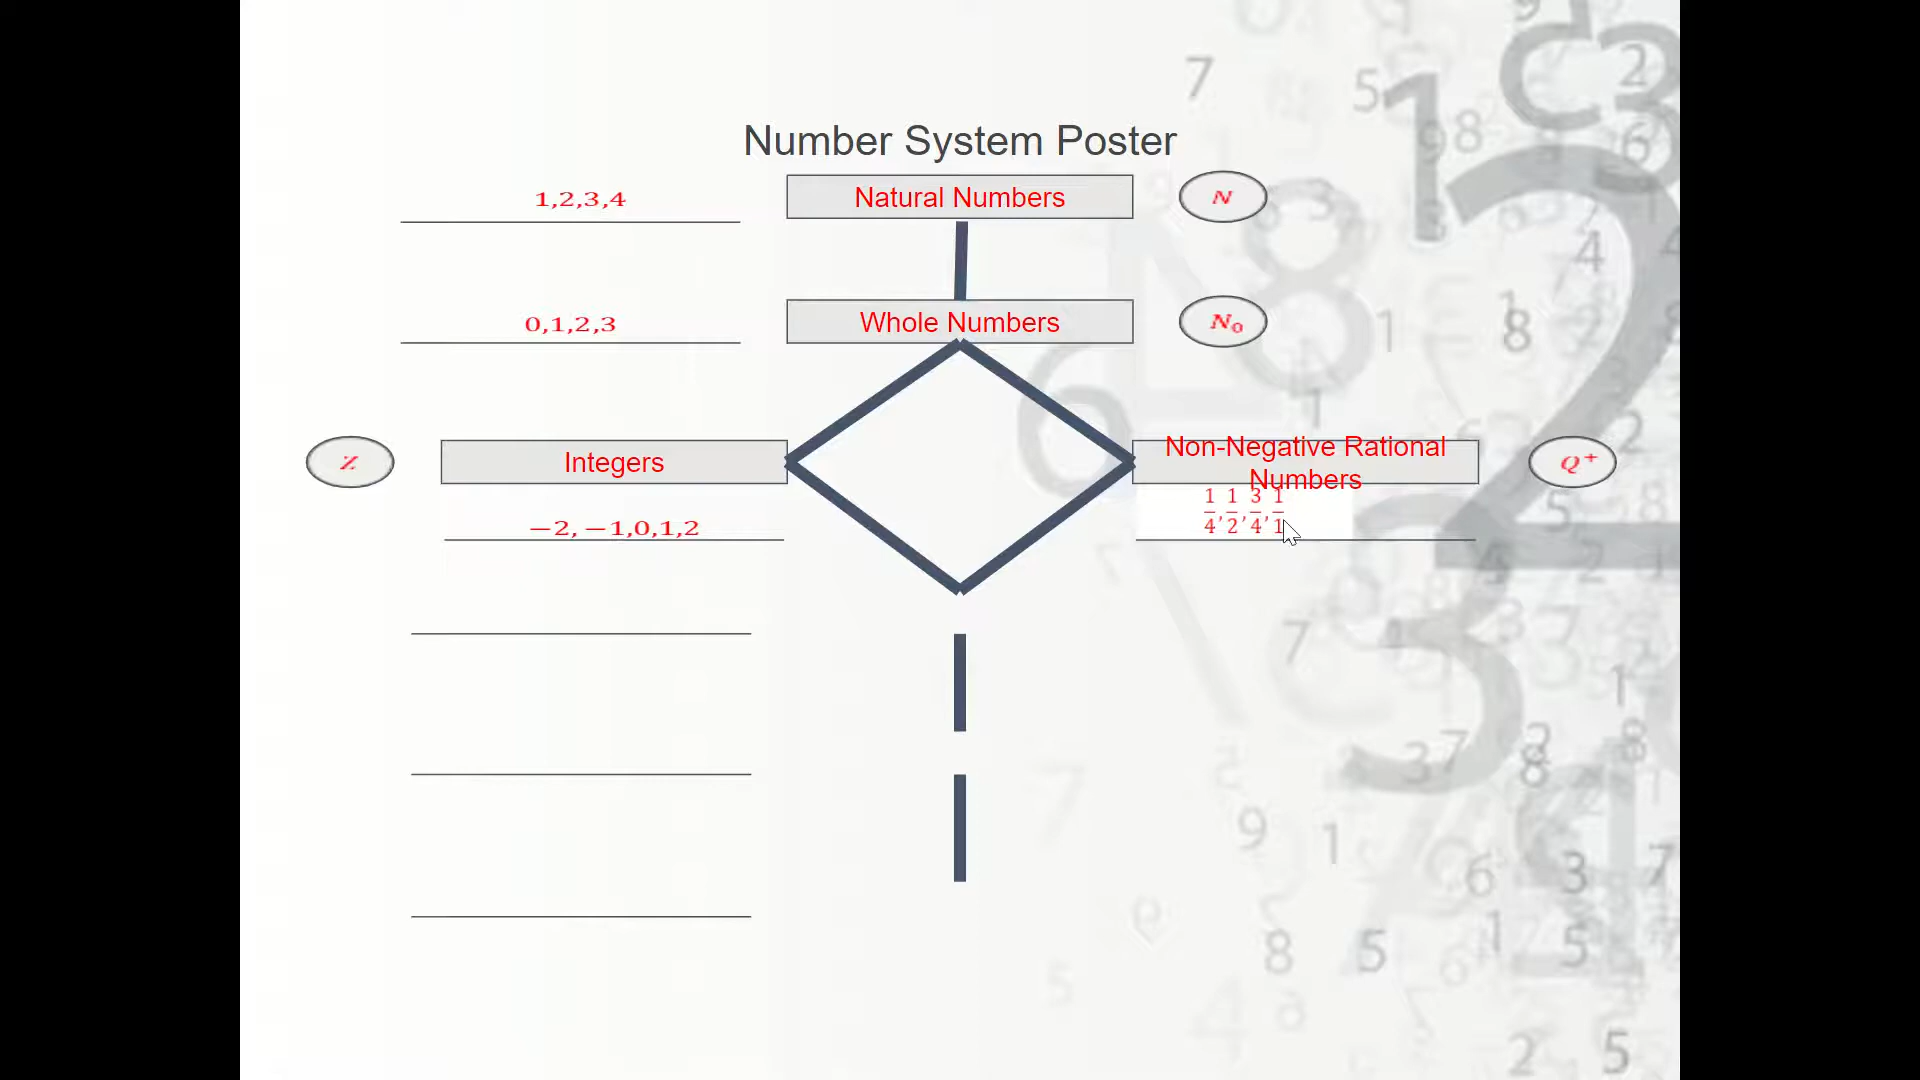 Number System Poster
1,2,3,4
Natural Numbers
N
0,1,2,3
Whole Numbers
N₀
Z
Integers
Non-Negative Rational
Numbers
Q⁺
−2, −1,0,1,2
1/4, 1/2, 3/4, 1/1